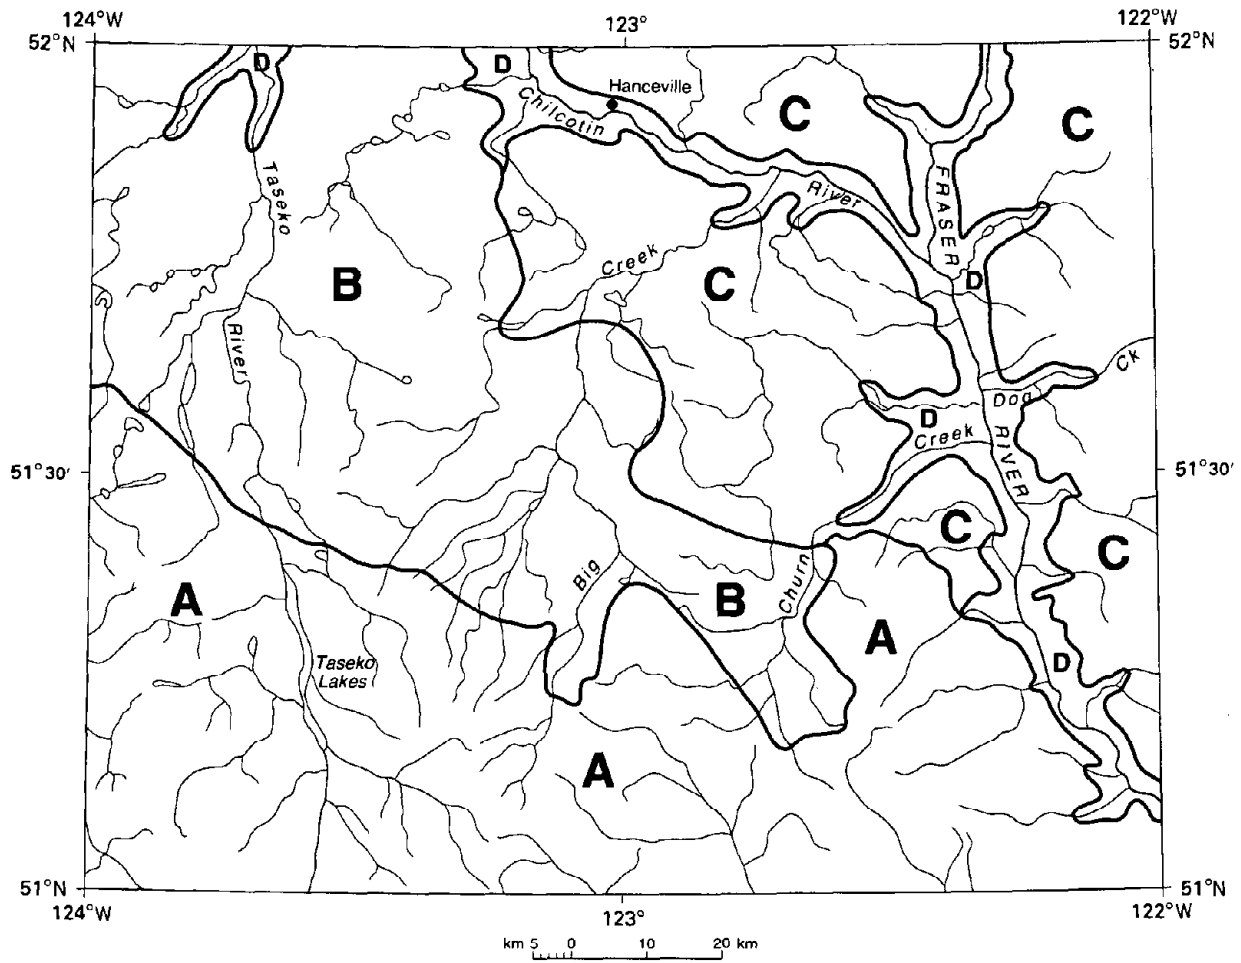 124°W
123°
122°W
52°N
52°N
D
D
Hanceville
C
C
Chilcotin
River
FRASER
Taseko
B
Creek
C
D
River
Ck
Dog
D
Creek
RIVER
51°30′
51°30′
C
C
A
Big
B
Churn
A
D
Taseko
Lakes
A
51°N
51°N
124°W
123°
122°W
km 5 0 10 20 km